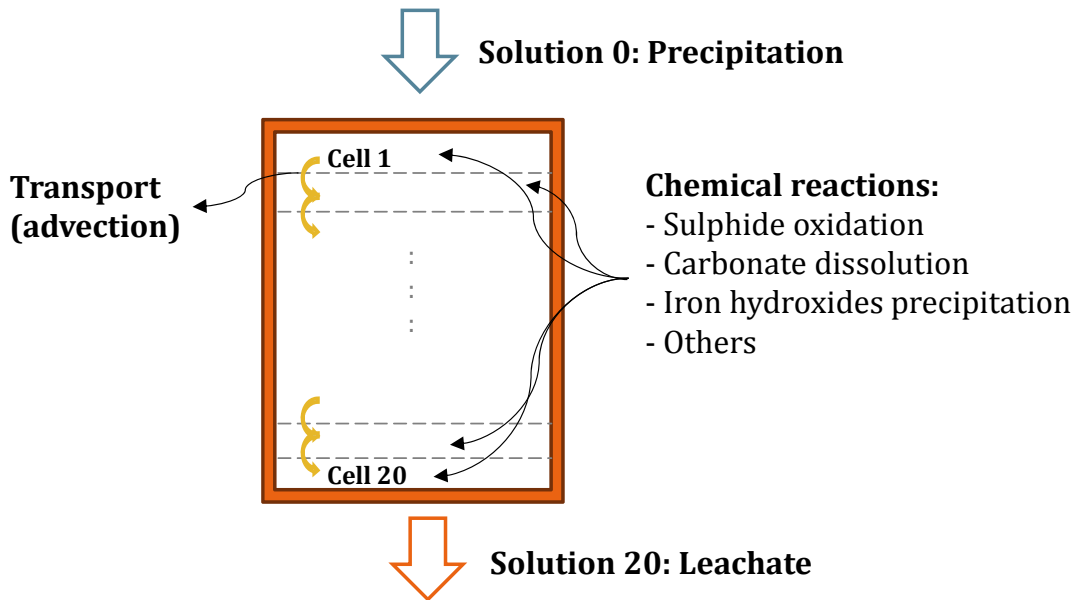 Solution 0: Precipitation
Cell 1
Transport
(advection)
Chemical reactions:
- Sulphide oxidation
- Carbonate dissolution
- Iron hydroxides precipitation
- Others
Cell 20
Solution 20: Leachate